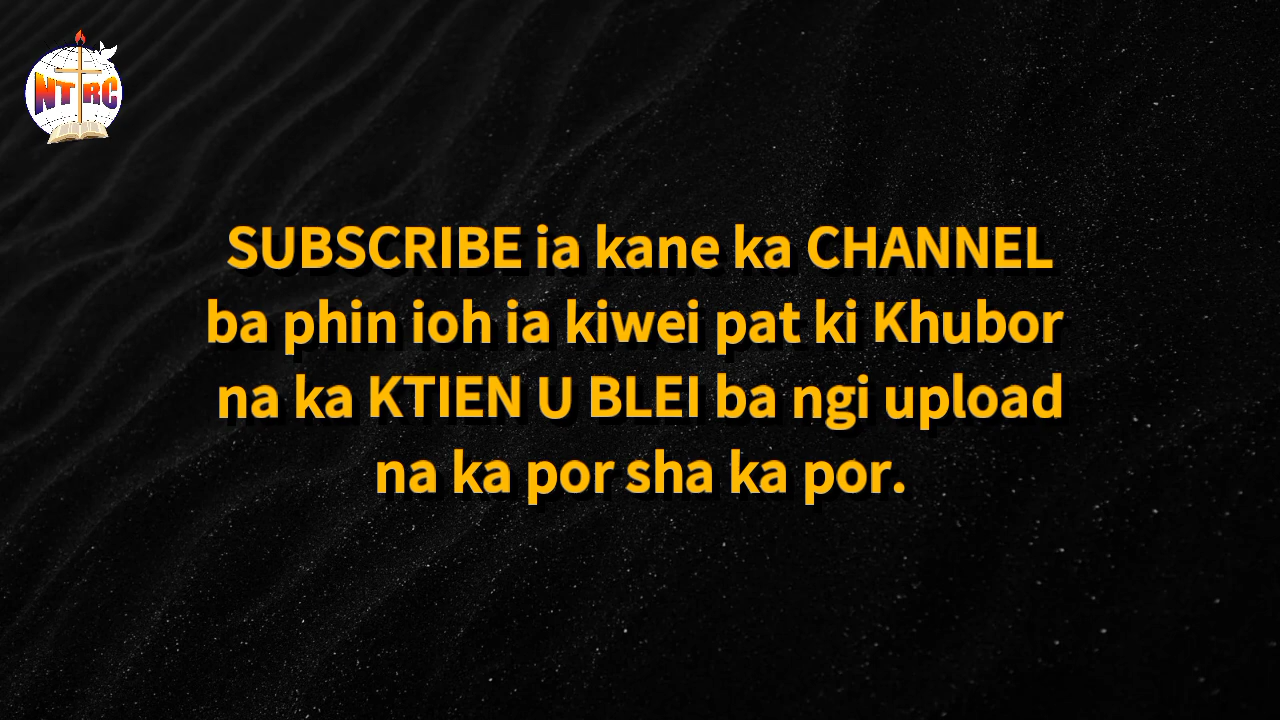 NTRC
SUBSCRIBE ia kane ka CHANNEL
ba phin ioh ia kiwei pat ki Khubor
na ka KTIEN U BLEI ba ngi upload
na ka por sha ka por.